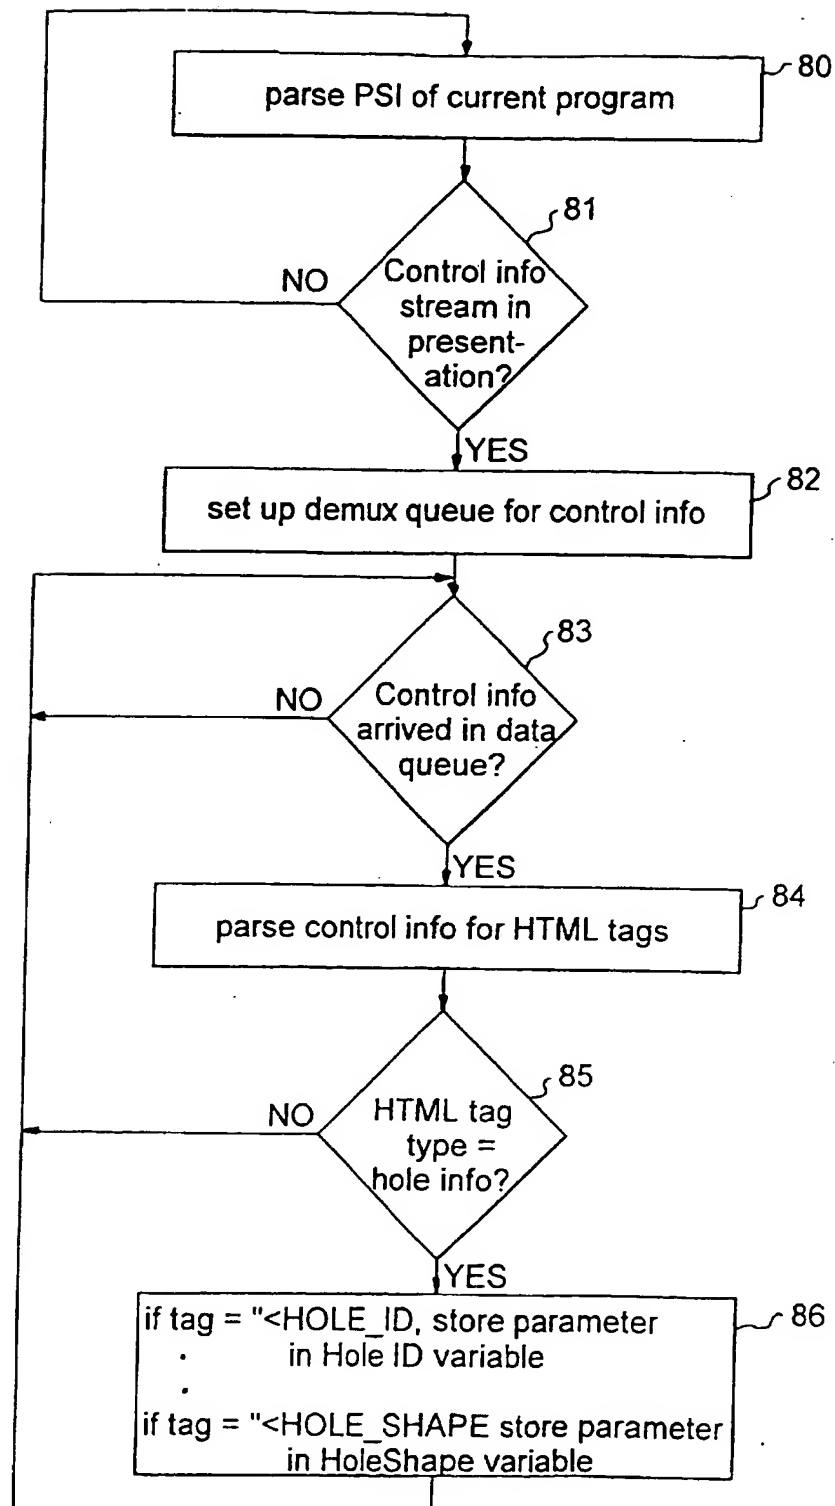 80
parse PSI of current program
81
NO
Control info
stream in
present-
ation?
YES
82
set up demux queue for control info
83
NO
Control info
arrived in data
queue?
YES
84
parse control info for HTML tags
85
NO
HTML tag
type =
hole info?
YES
86
if tag = "<HOLE_ID, store parameter
in Hole ID variable
.
.
if tag = "<HOLE_SHAPE store parameter
in HoleShape variable